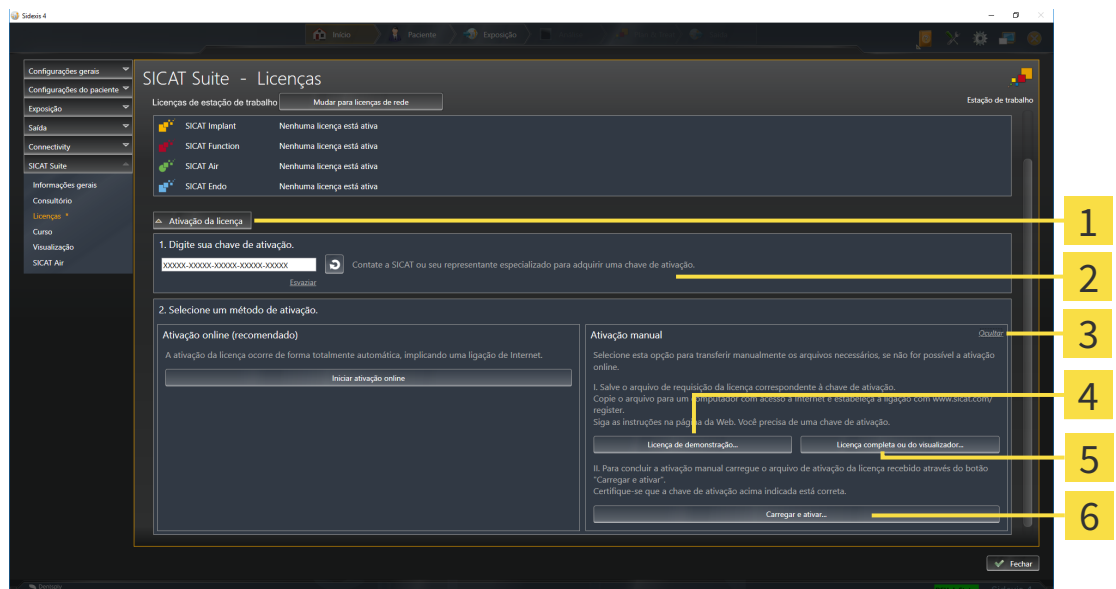 Sidexis 4
Início
Paciente
Exposição
Configurações gerais
Configurações do paciente
Exposição
Saída
Connectivity
SICAT Suite
Informações gerais
Consultório
Licenças *
Curso
Visualização
SICAT Air
SICAT Suite - Licenças
Licenças de estação de trabalho
Mudar para licenças de rede
Estação de trabalho
SICAT Implant Nenhuma licença está ativa
SICAT Function Nenhuma licença está ativa
SICAT Air Nenhuma licença está ativa
SICAT Endo Nenhuma licença está ativa
Ativação da licença
1. Digite sua chave de ativação.
XXXXX-XXXXX-XXXXX-XXXXX-XXXXX
Contate a SICAT ou seu representante especializado para adquirir uma chave de ativação.
Esvaziar
2. Selecione um método de ativação.
Ativação online (recomendado)
A ativação da licença ocorre de forma totalmente automática, implicando uma ligação de Internet.
Iniciar ativação online
Ativação manual
Ocultar
Selecione esta opção para transferir manualmente os arquivos necessários, se não for possível a ativação
online.
I. Salve o arquivo de requisição da licença correspondente à chave de ativação.
Copie o arquivo para um computador com acesso à Internet e estabeleça a ligação com www.sicat.com/
register.
Siga as instruções na página da Web. Você precisa de uma chave de ativação.
Licença de demonstração...
Licença completa ou do visualizador...
II. Para concluir a ativação manual carregue o arquivo de ativação da licença recebido através do botão
"Carregar e ativar".
Certifique-se que a chave de ativação acima indicada está correta.
Carregar e ativar...
Fechar
Dentsply
1
2
3
4
5
6